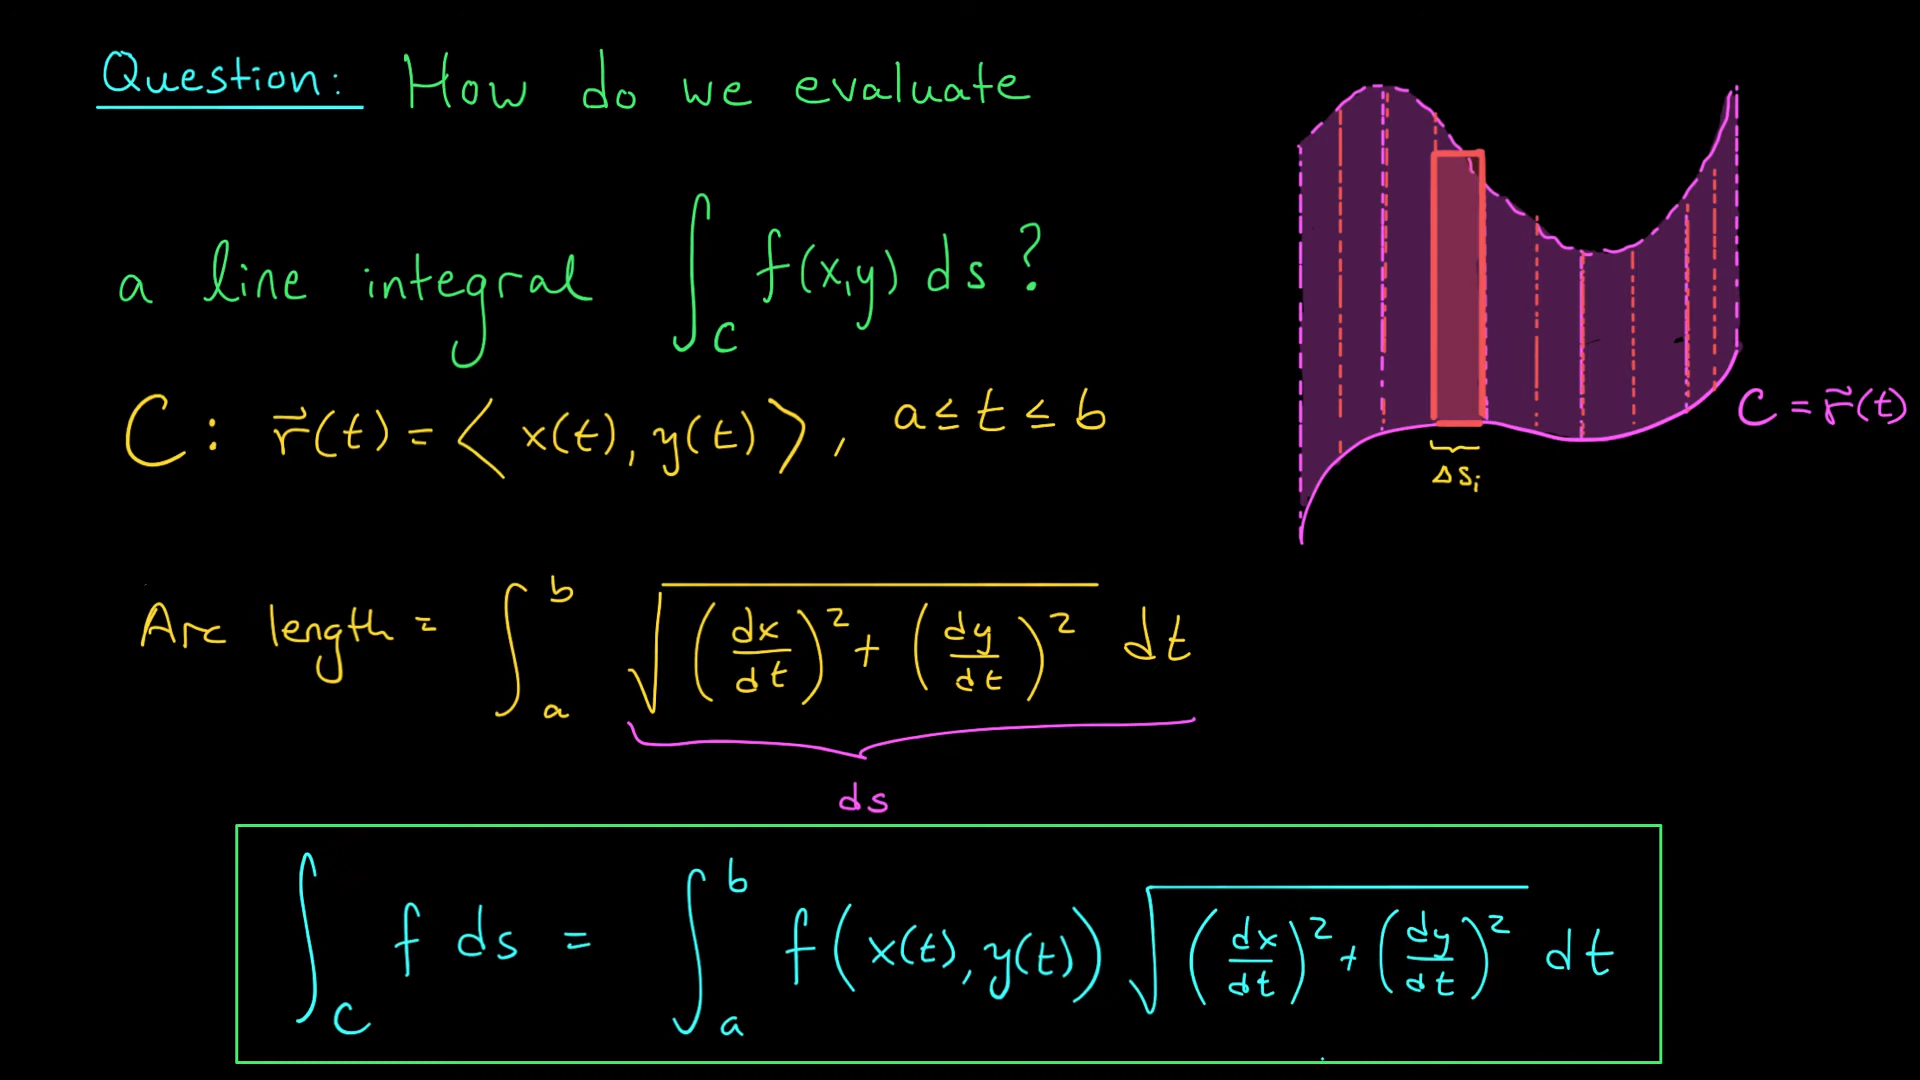 Question: How do we evaluate
a line integral ∫_C f(x,y) ds?
C: r⃗(t) = ⟨x(t), y(t)⟩, a ≤ t ≤ b
C = r⃗(t)
Δs_i
Arc length = ∫_a^b √((dx/dt)² + (dy/dt)²) dt
ds
∫_C f ds = ∫_a^b f(x(t), y(t)) √((dx/dt)² + (dy/dt)²) dt